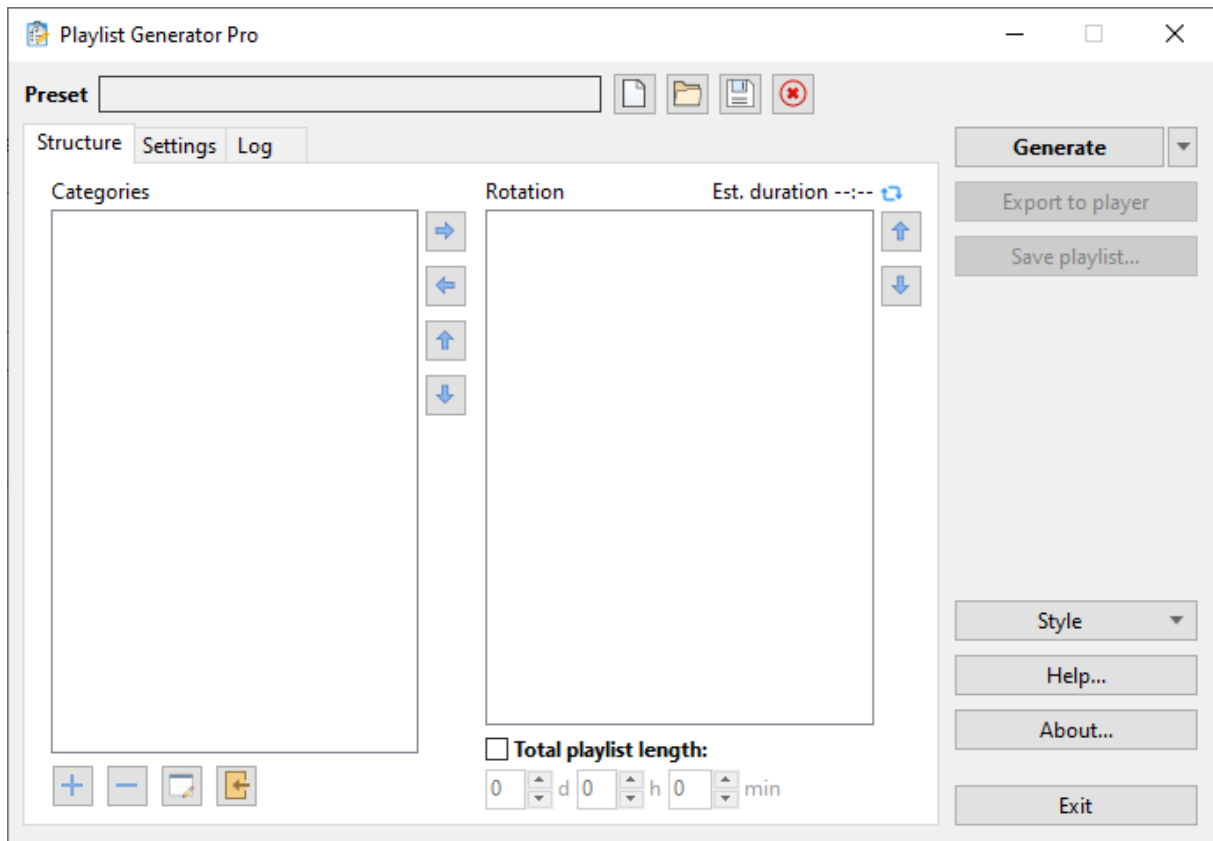 Playlist Generator Pro
Preset
Structure Settings Log
Generate
Categories
Rotation Est. duration --:--
Export to player
Save playlist...
Style
Help...
About...
Total playlist length:
0 d 0 h 0 min
Exit